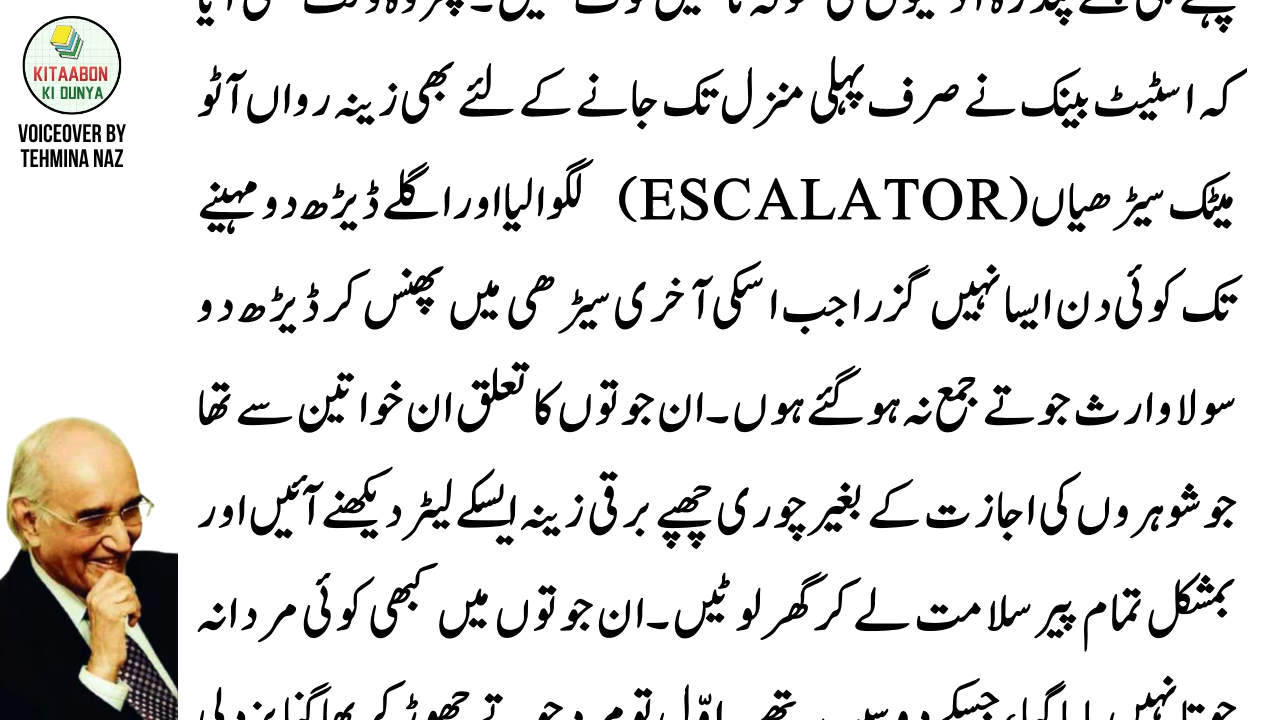 KITAABON
KI DUNYA
VOICEOVER BY
TEHMINA NAZ
کہ اسٹیٹ بینک نے صرف پہلی منزل تک جانے کے لئے بھی زینہ رواں آٹو
میٹک سیڑھیاں (ESCALATOR) لگوالیا اور اگلے ڈیڑھ دو مہینے
تک کوئی دن ایسا نہیں گزرا جب اسکی آخری سیڑھی میں پھنس کر ڈیڑھ دو
سو لاوارث جوتے جمع نہ ہو گئے ہوں۔ ان جوتوں کا تعلق ان خواتین سے تھا
جو شوہروں کی اجازت کے بغیر چوری چھپے برقی زینہ ایسکے لیٹر دیکھنے آئیں اور
بمشکل تمام پیر سلامت لے کر گھر لوٹیں۔ ان جوتوں میں کبھی کوئی مردانہ